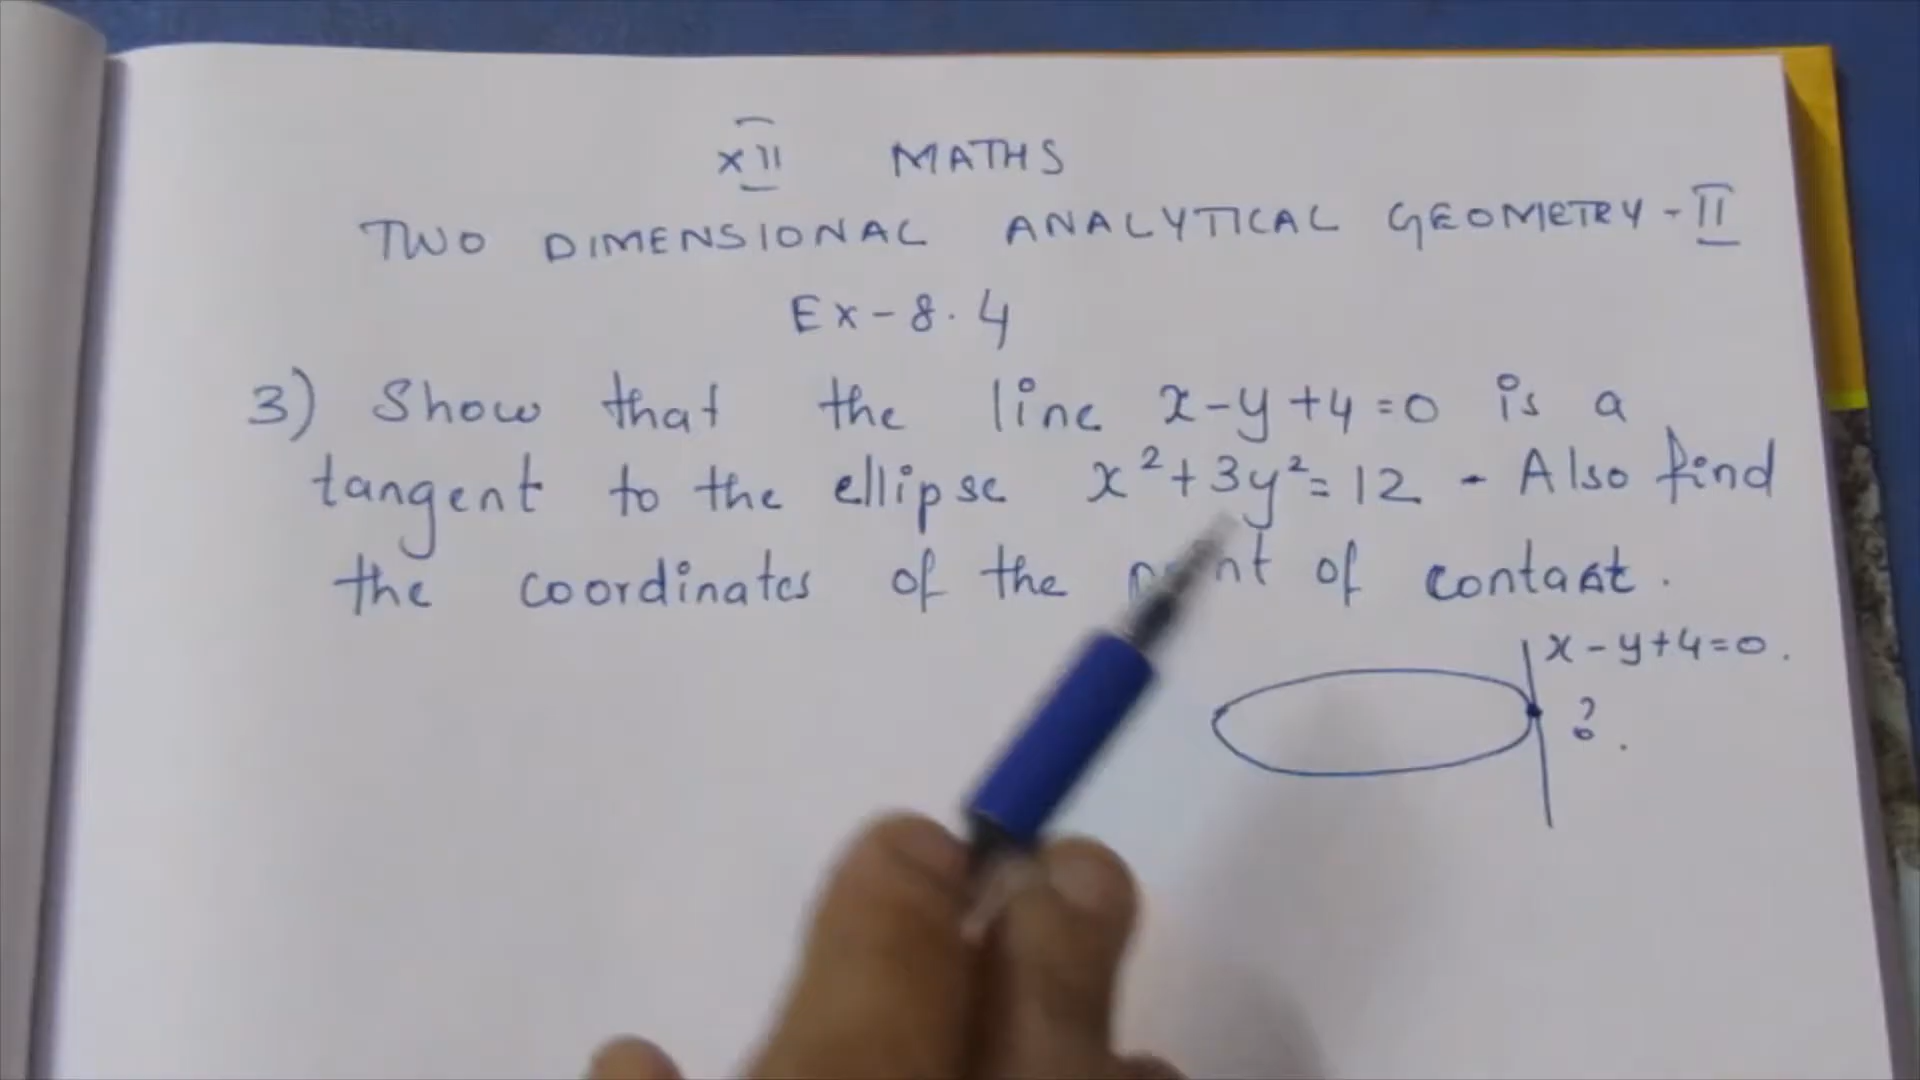 XII MATHS
TWO DIMENSIONAL ANALYTICAL GEOMETRY - II
Ex - 8.4
3) Show that the line x-y+4=0 is a
tangent to the ellipse x²+3y²=12 - Also find
the coordinates of the of contact.
x-y+4=0.
?.